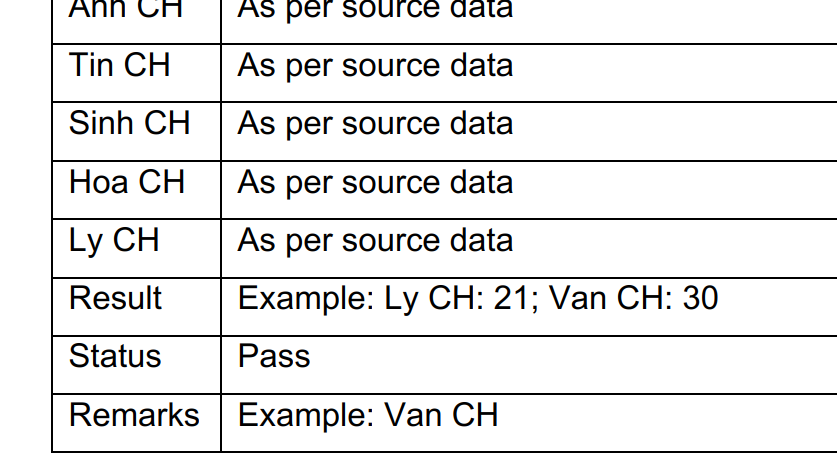 Anh CH As per source data
Tin CH As per source data
Sinh CH As per source data
Hoa CH As per source data
Ly CH As per source data
Result Example: Ly CH: 21; Van CH: 30
Status Pass
Remarks Example: Van CH